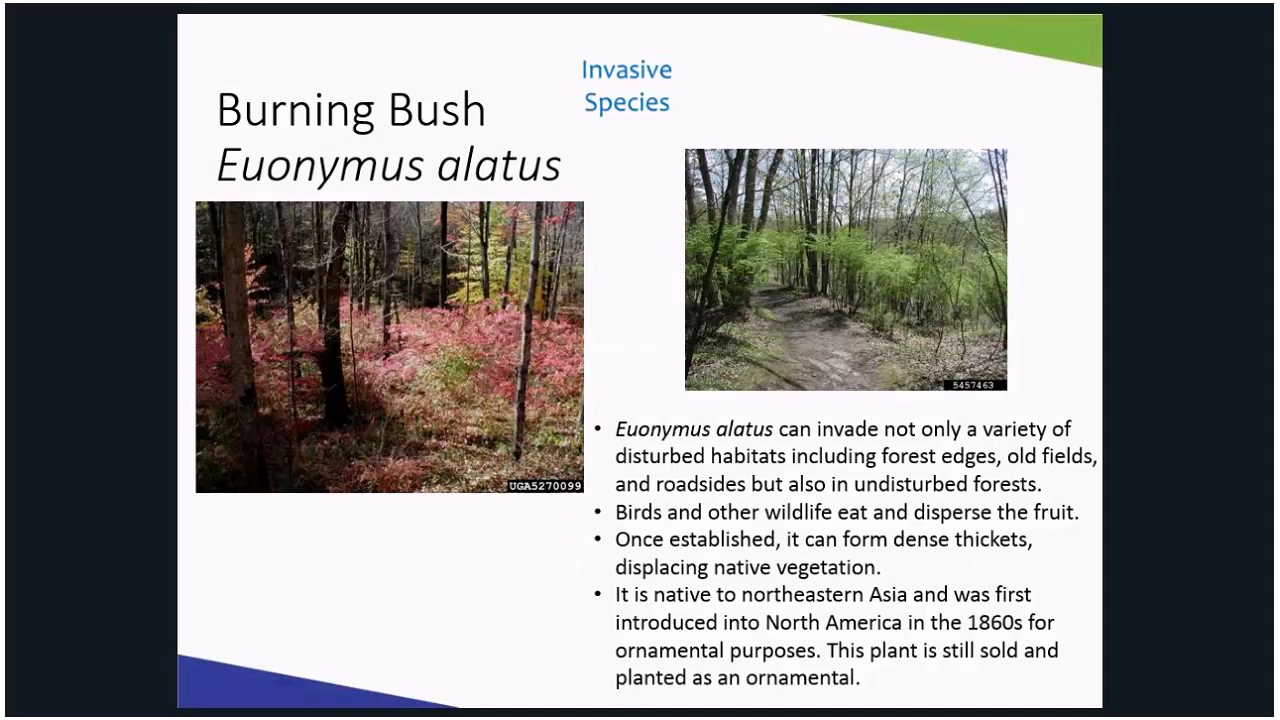 Invasive
Species
Burning Bush
Euonymus alatus
UGA5270099
5457463
• Euonymus alatus can invade not only a variety of
disturbed habitats including forest edges, old fields,
and roadsides but also in undisturbed forests.
• Birds and other wildlife eat and disperse the fruit.
• Once established, it can form dense thickets,
displacing native vegetation.
• It is native to northeastern Asia and was first
introduced into North America in the 1860s for
ornamental purposes. This plant is still sold and
planted as an ornamental.